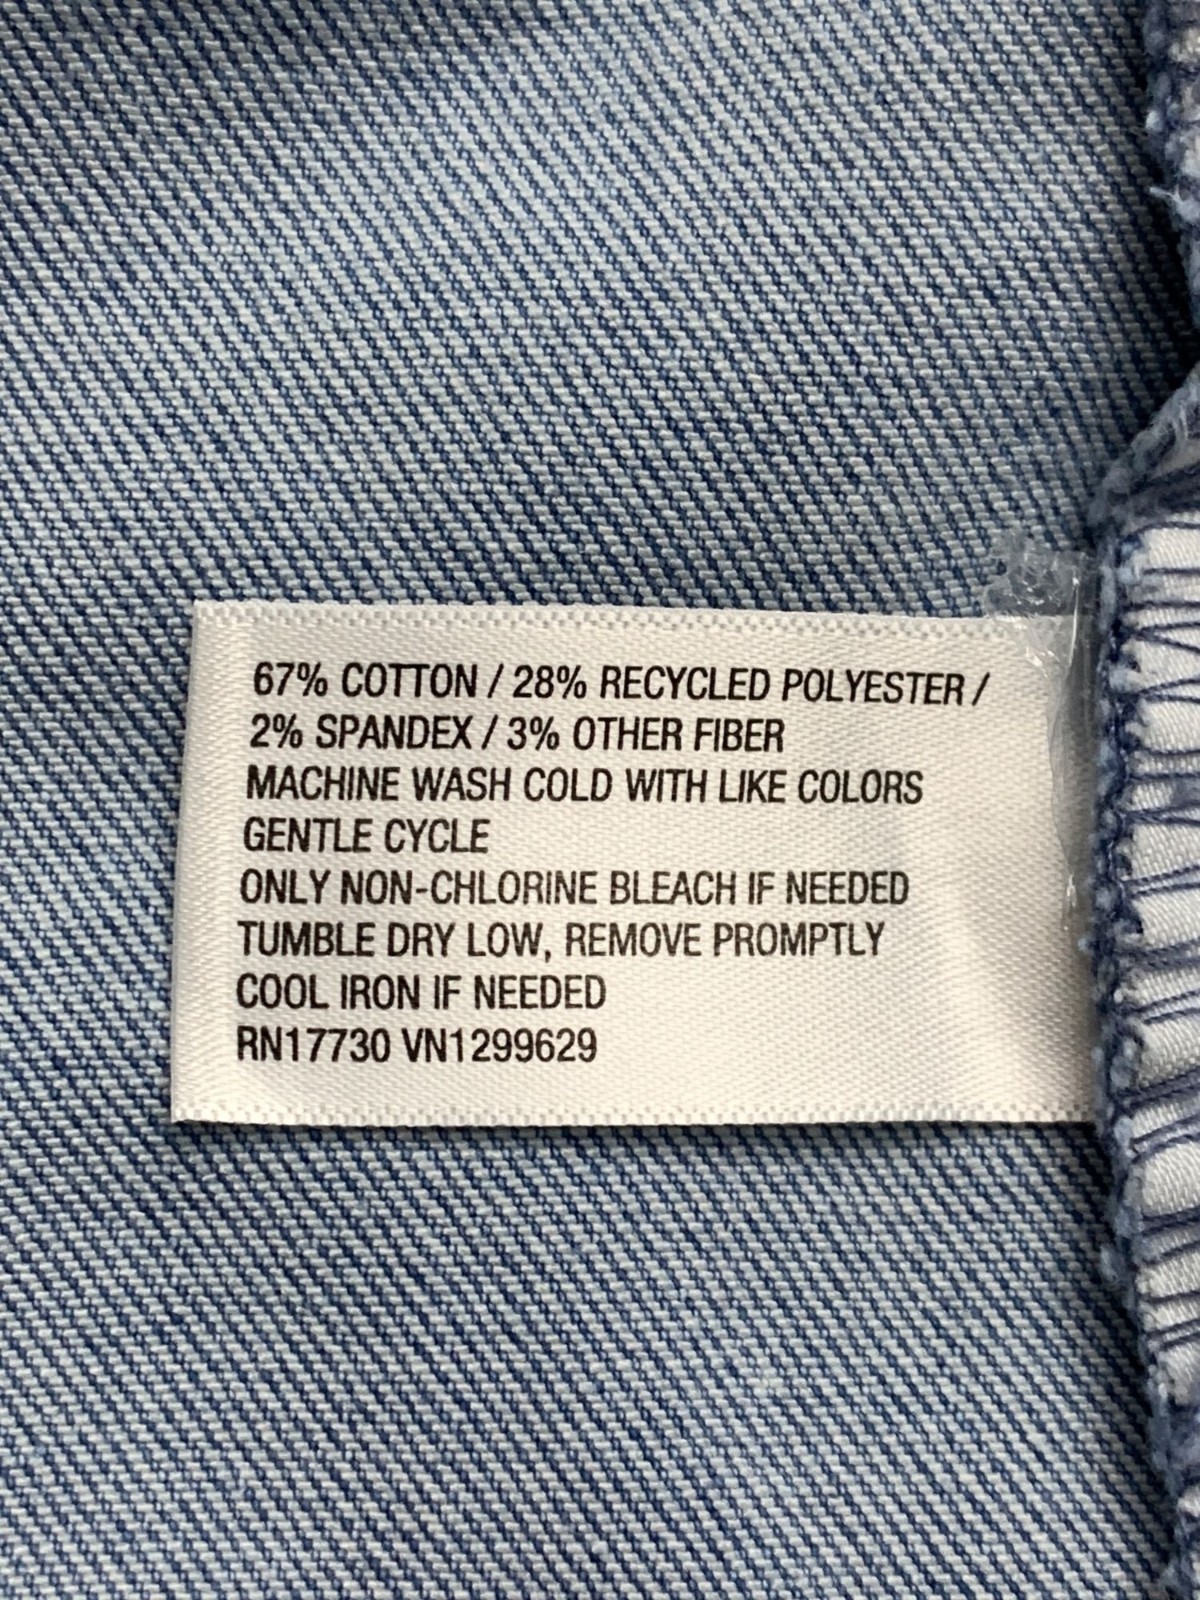 67% COTTON / 28% RECYCLED POLYESTER /
2% SPANDEX / 3% OTHER FIBER
MACHINE WASH COLD WITH LIKE COLORS
GENTLE CYCLE
ONLY NON-CHLORINE BLEACH IF NEEDED
TUMBLE DRY LOW, REMOVE PROMPTLY
COOL IRON IF NEEDED
RN17730 VN1299629